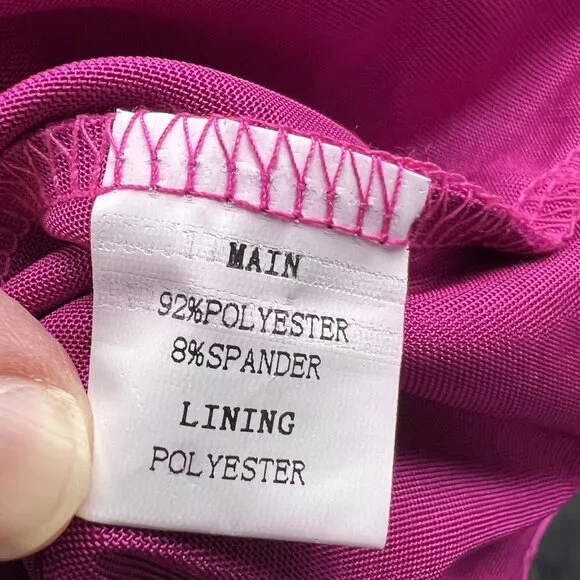 MAIN
92%POLYESTER
8%SPANDER
LINING
POLYESTER